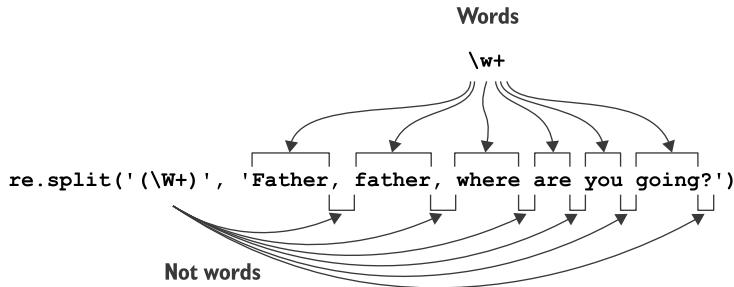 Words
\w+
re.split('(\W+)', 'Father, father, where are you going?')
Not words